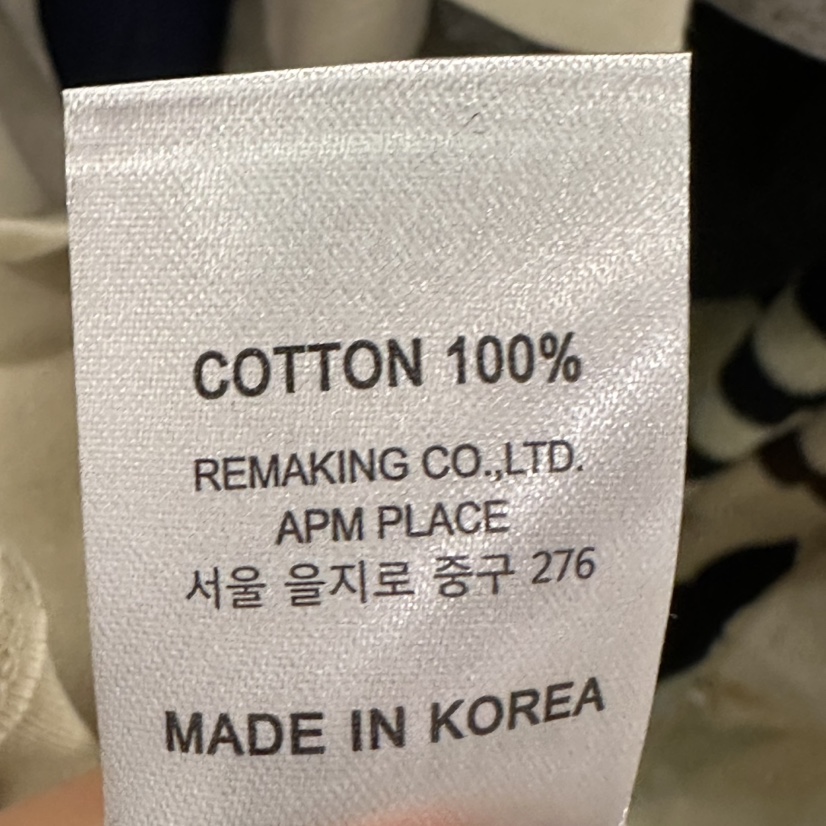 COTTON 100%
REMAKING CO.,LTD.
APM PLACE
서울 을지로 중구 276
MADE IN KOREA